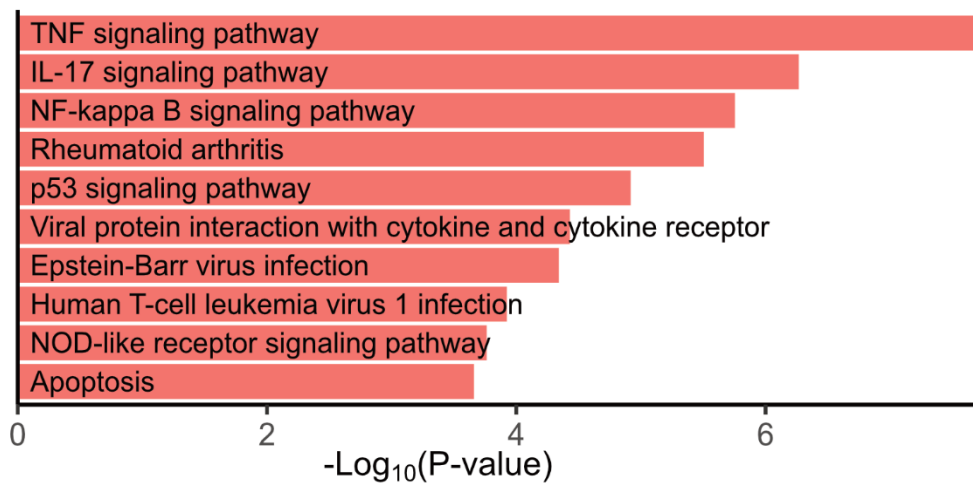 TNF signaling pathway
IL-17 signaling pathway
NF-kappa B signaling pathway
Rheumatoid arthritis
p53 signaling pathway
Viral protein interaction with cytokine and cytokine receptor
Epstein-Barr virus infection
Human T-cell leukemia virus 1 infection
NOD-like receptor signaling pathway
Apoptosis
0 2 4 6
-Log₁₀(P-value)